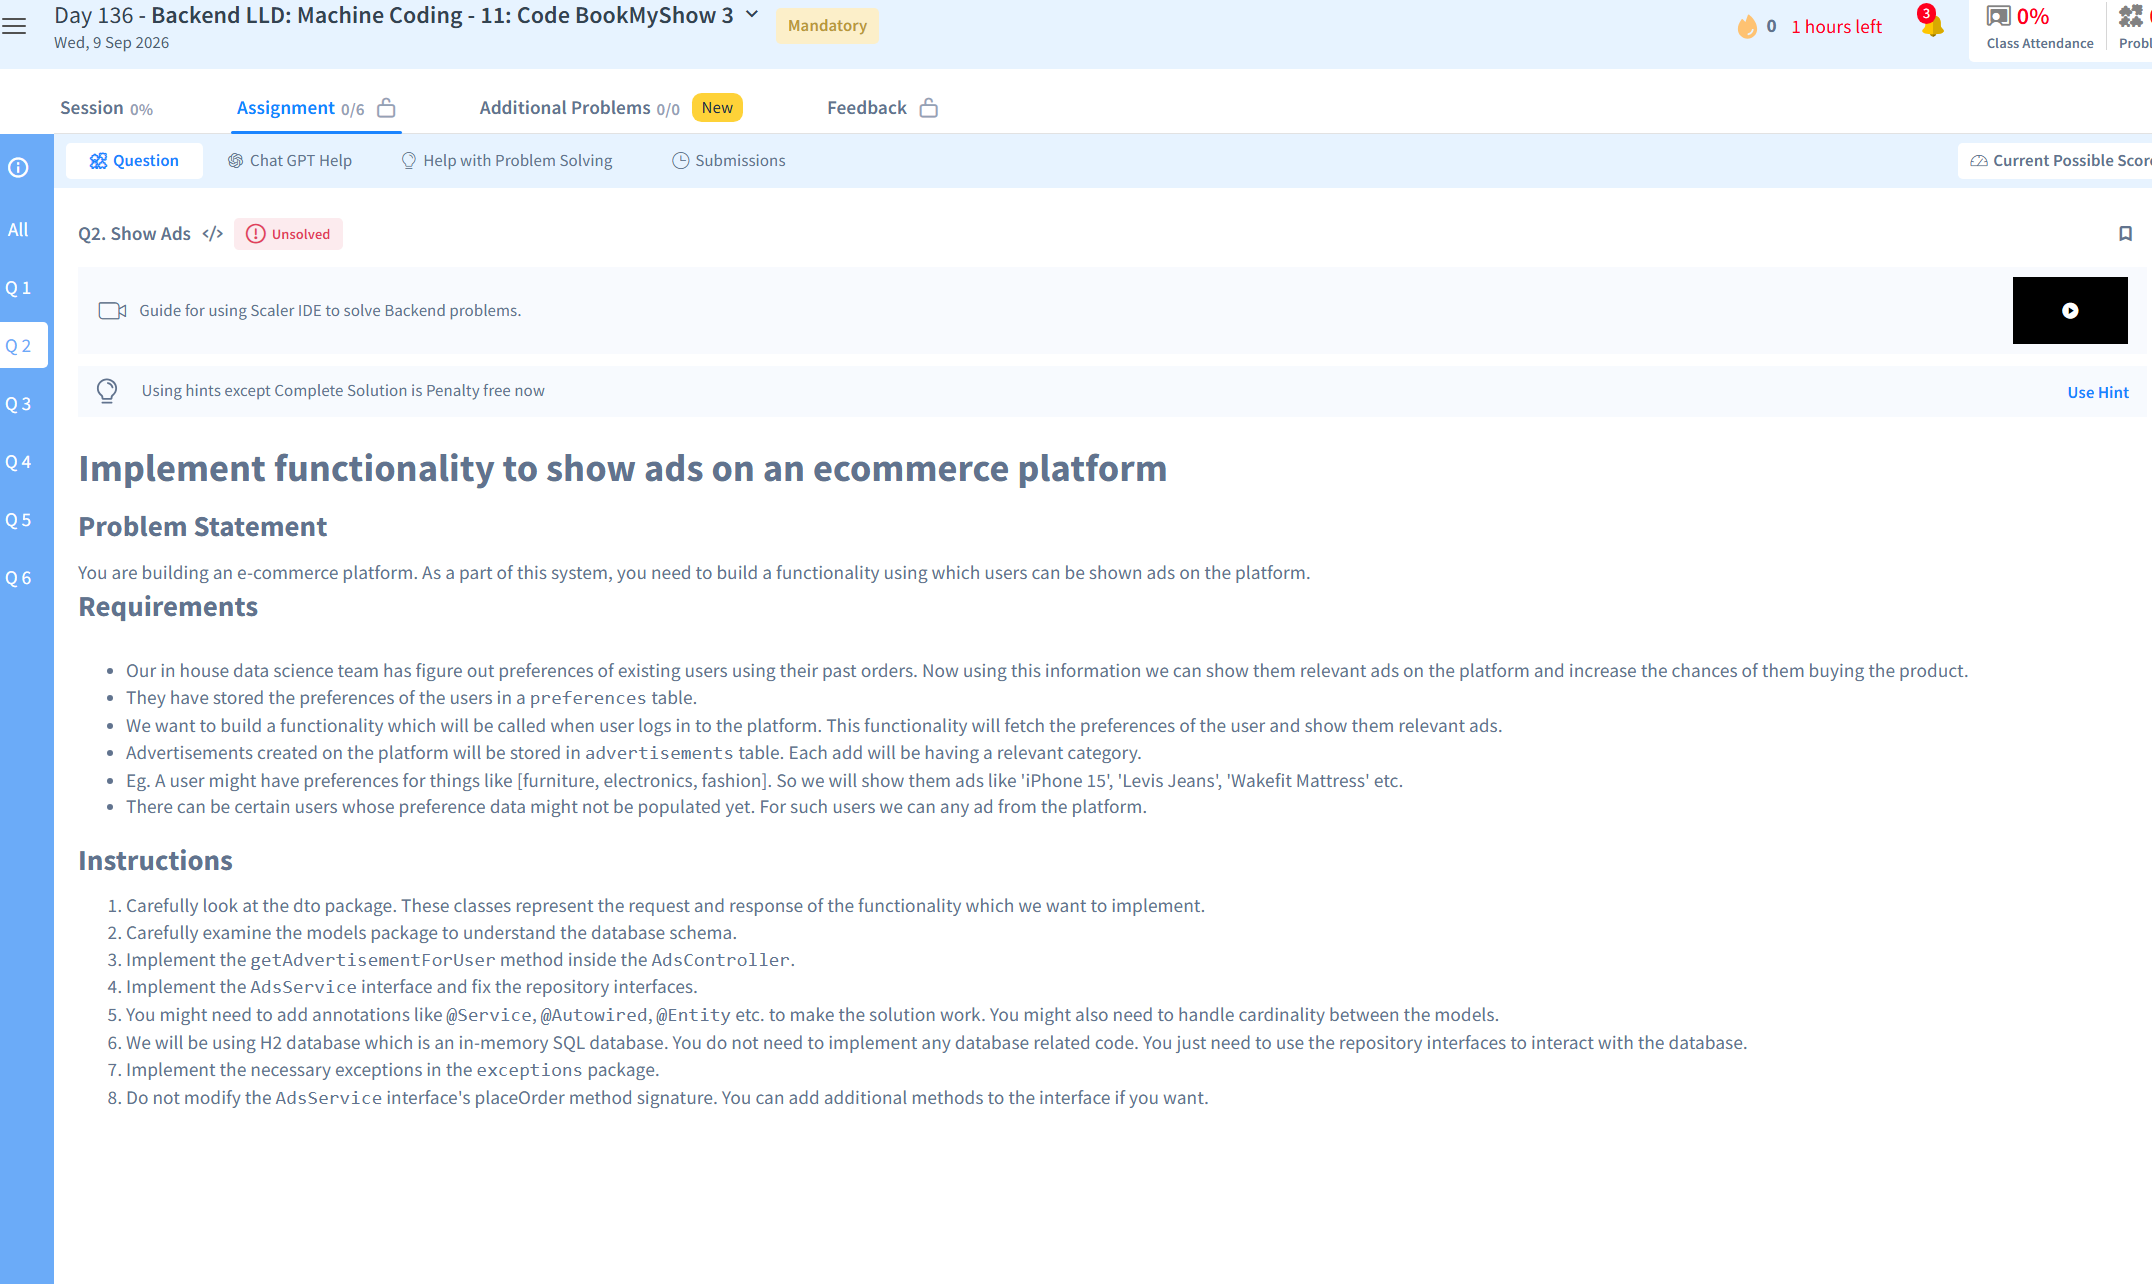 Day 136 - Backend LLD: Machine Coding - 11: Code BookMyShow 3
Mandatory
0
1 hours left
3
0%
Wed, 9 Sep 2026
Class Attendance
Session 0%
Assignment 0/6
Additional Problems 0/0
New
Feedback
Question
Chat GPT Help
Help with Problem Solving
Submissions
Current Possible
All
Q 1
Q 2
Q 3
Q 4
Q 5
Q 6
Q2. Show Ads </>
Unsolved
Guide for using Scaler IDE to solve Backend problems.
Using hints except Complete Solution is Penalty free now
Use Hint
Implement functionality to show ads on an ecommerce platform
Problem Statement
You are building an e-commerce platform. As a part of this system, you need to build a functionality using which users can be shown ads on the platform.
Requirements
• Our in house data science team has figure out preferences of existing users using their past orders. Now using this information we can show them relevant ads on the platform and increase the chances of them buying the product.
• They have stored the preferences of the users in a preferences table.
• We want to build a functionality which will be called when user logs in to the platform. This functionality will fetch the preferences of the user and show them relevant ads.
• Advertisements created on the platform will be stored in advertisements table. Each add will be having a relevant category.
• Eg. A user might have preferences for things like [furniture, electronics, fashion]. So we will show them ads like 'iPhone 15', 'Levis Jeans', 'Wakefit Mattress' etc.
• There can be certain users whose preference data might not be populated yet. For such users we can any ad from the platform.
Instructions
1. Carefully look at the dto package. These classes represent the request and response of the functionality which we want to implement.
2. Carefully examine the models package to understand the database schema.
3. Implement the getAdvertisementForUser method inside the AdsController.
4. Implement the AdsService interface and fix the repository interfaces.
5. You might need to add annotations like @Service, @Autowired, @Entity etc. to make the solution work. You might also need to handle cardinality between the models.
6. We will be using H2 database which is an in-memory SQL database. You do not need to implement any database related code. You just need to use the repository interfaces to interact with the database.
7. Implement the necessary exceptions in the exceptions package.
8. Do not modify the AdsService interface's placeOrder method signature. You can add additional methods to the interface if you want.